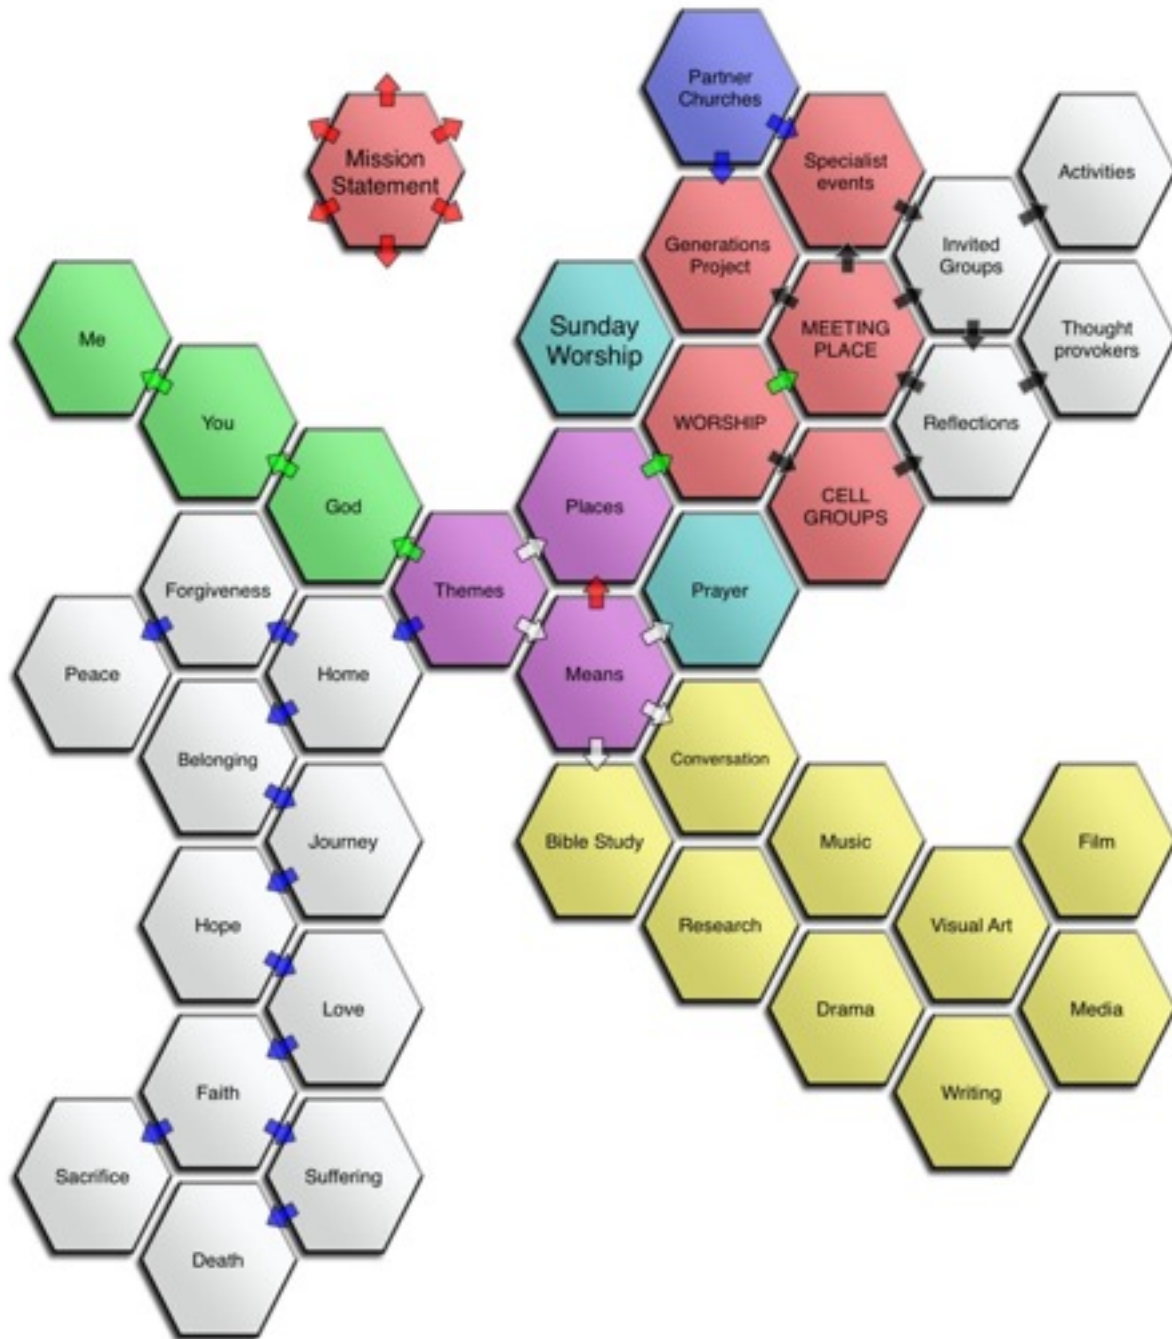 Partner
Churches
Mission
Statement
Specialist
events
Activities
Generations
Project
Invited
Groups
Me
Sunday
Worship
MEETING
PLACE
Thought
provokers
You
WORSHIP
Reflections
God
Places
CELL
GROUPS
Forgiveness
Themes
Prayer
Peace
Home
Means
Belonging
Conversation
Journey
Bible Study
Music
Film
Hope
Research
Visual Art
Love
Drama
Media
Faith
Writing
Sacrifice
Suffering
Death